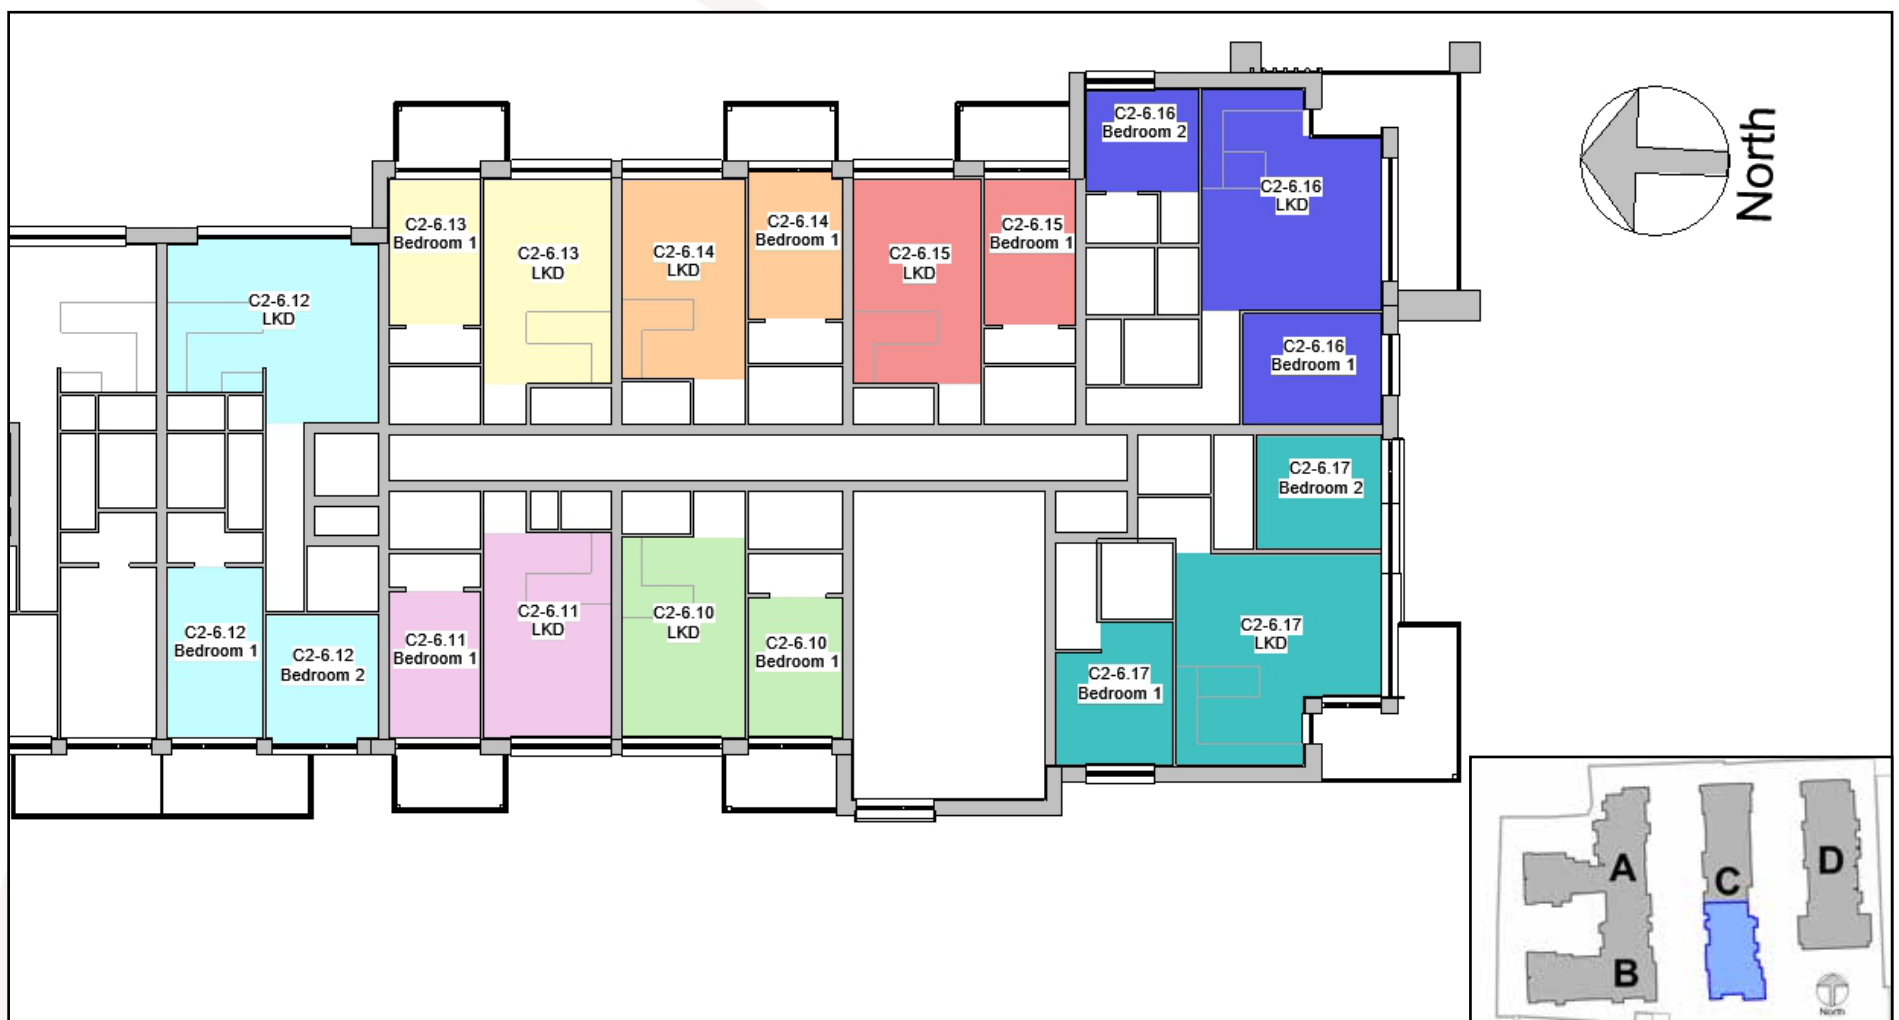 C2-6.16
Bedroom 2
North
C2-6.16
LKD
C2-6.13
Bedroom 1
C2-6.13
LKD
C2-6.14
LKD
C2-6.14
Bedroom 1
C2-6.15
LKD
C2-6.15
Bedroom 1
C2-6.12
LKD
C2-6.16
Bedroom 1
C2-6.17
Bedroom 2
C2-6.12
Bedroom 1
C2-6.12
Bedroom 2
C2-6.11
Bedroom 1
C2-6.11
LKD
C2-6.10
LKD
C2-6.10
Bedroom 1
C2-6.17
Bedroom 1
C2-6.17
LKD
A
C
D
B
North